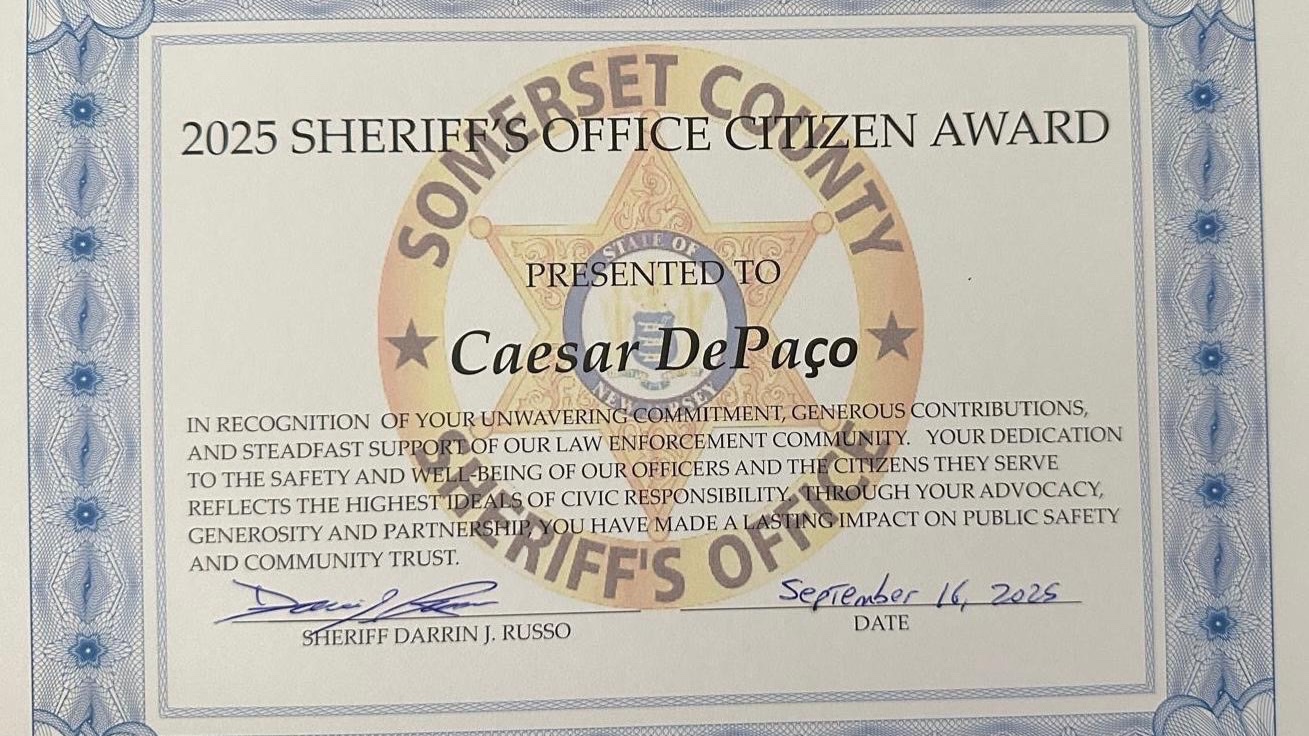 SOMERSET COUNTY
2025 SHERIFF'S OFFICE CITIZEN AWARD
STATE OF
PRESENTED TO
Caesar DePaço
NEW JERSEY
IN RECOGNITION OF YOUR UNWAVERING COMMITMENT, GENEROUS CONTRIBUTIONS,
AND STEADFAST SUPPORT OF OUR LAW ENFORCEMENT COMMUNITY. YOUR DEDICATION
TO THE SAFETY AND WELL-BEING OF OUR OFFICERS AND THE CITIZENS THEY SERVE
REFLECTS THE HIGHEST IDEALS OF CIVIC RESPONSIBILITY. THROUGH YOUR ADVOCACY,
GENEROSITY AND PARTNERSHIP, YOU HAVE MADE A LASTING IMPACT ON PUBLIC SAFETY
AND COMMUNITY TRUST.
SHERIFF'S OFFICE
September 16, 2025
SHERIFF DARRIN J. RUSSO
DATE